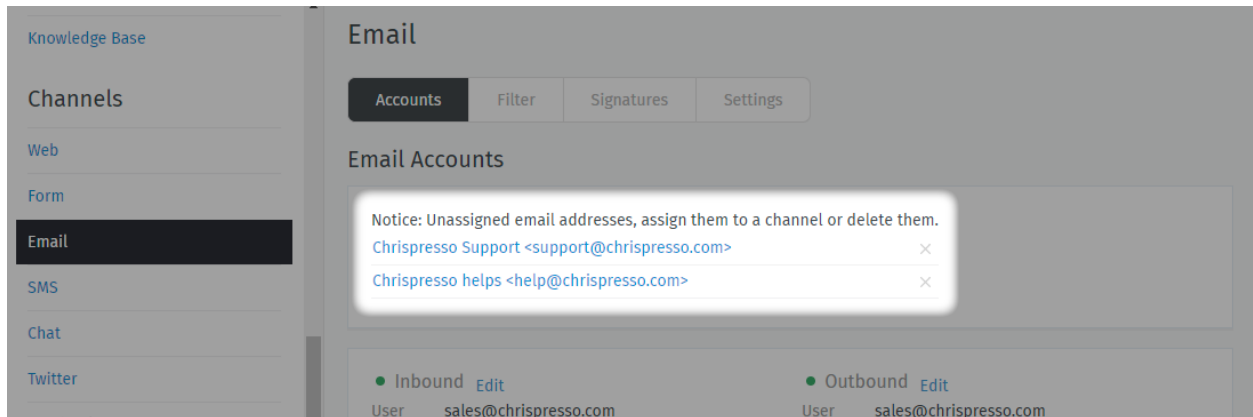 Knowledge Base
Channels
Web
Form
Email
SMS
Chat
Twitter
Email
Accounts Filter Signatures Settings
Email Accounts
Notice: Unassigned email addresses, assign them to a channel or delete them.
Chrispresso Support <support@chrispresso.com> ×
Chrispresso helps <help@chrispresso.com> ×
Inbound Edit
User sales@chrispresso.com
Outbound Edit
User sales@chrispresso.com